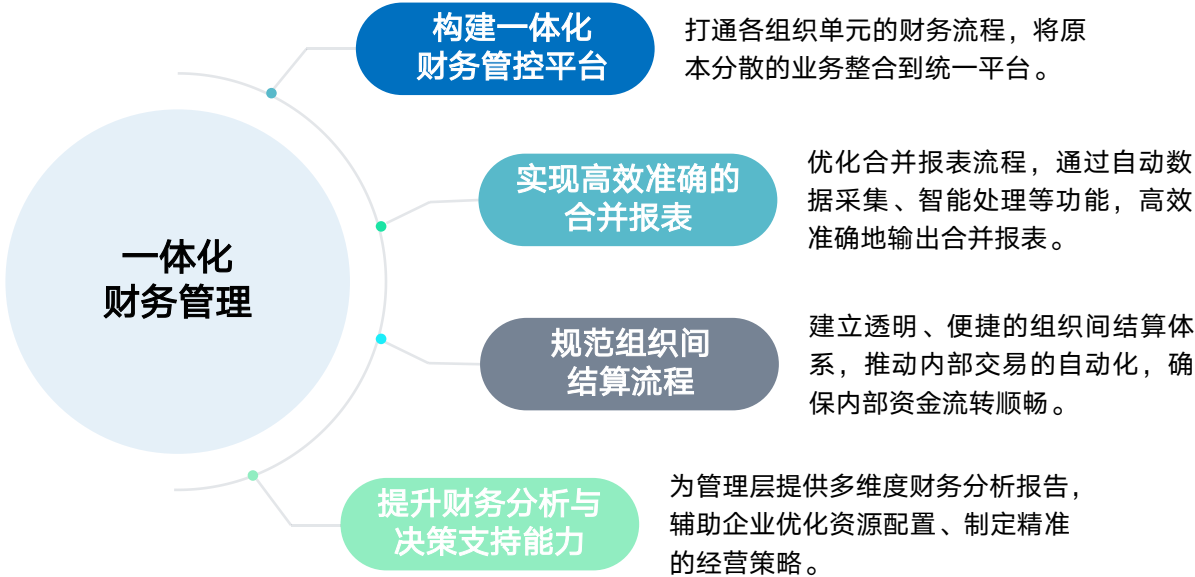 一体化
财务管理
构建一体化
财务管控平台
打通各组织单元的财务流程，将原
本分散的业务整合到统一平台。
实现高效准确的
合并报表
优化合并报表流程，通过自动数
据采集、智能处理等功能，高效
准确地输出合并报表。
规范组织间
结算流程
建立透明、便捷的组织间结算体
系，推动内部交易的自动化，确
保内部资金流转顺畅。
提升财务分析与
决策支持能力
为管理层提供多维度财务分析报告，
辅助企业优化资源配置、制定精准
的经营策略。